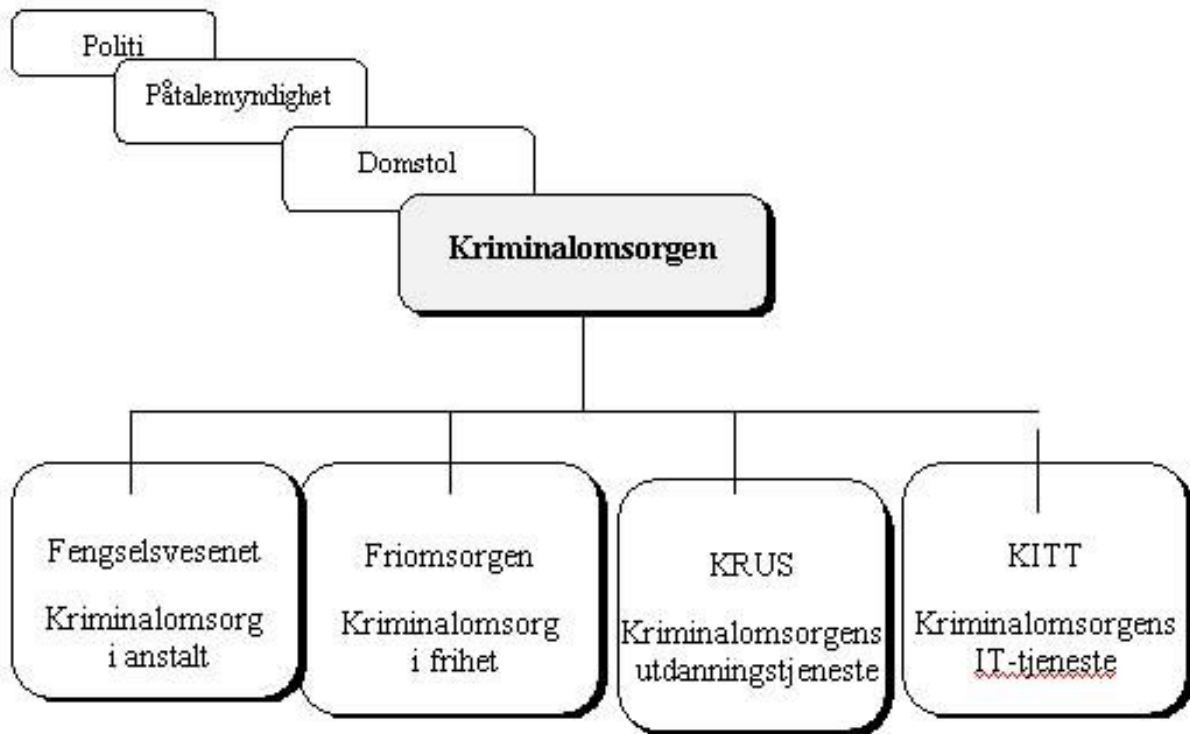 Politi
Påtalemyndighet
Domstol
Kriminalomsorgen
Fengselsvesenet
Kriminalomsorg
i anstalt
Friomsorgen
Kriminalomsorg
i frihet
KRUS
Kriminalomsorgens
utdanningstjeneste
KITT
Kriminalomsorgens
IT-tjeneste